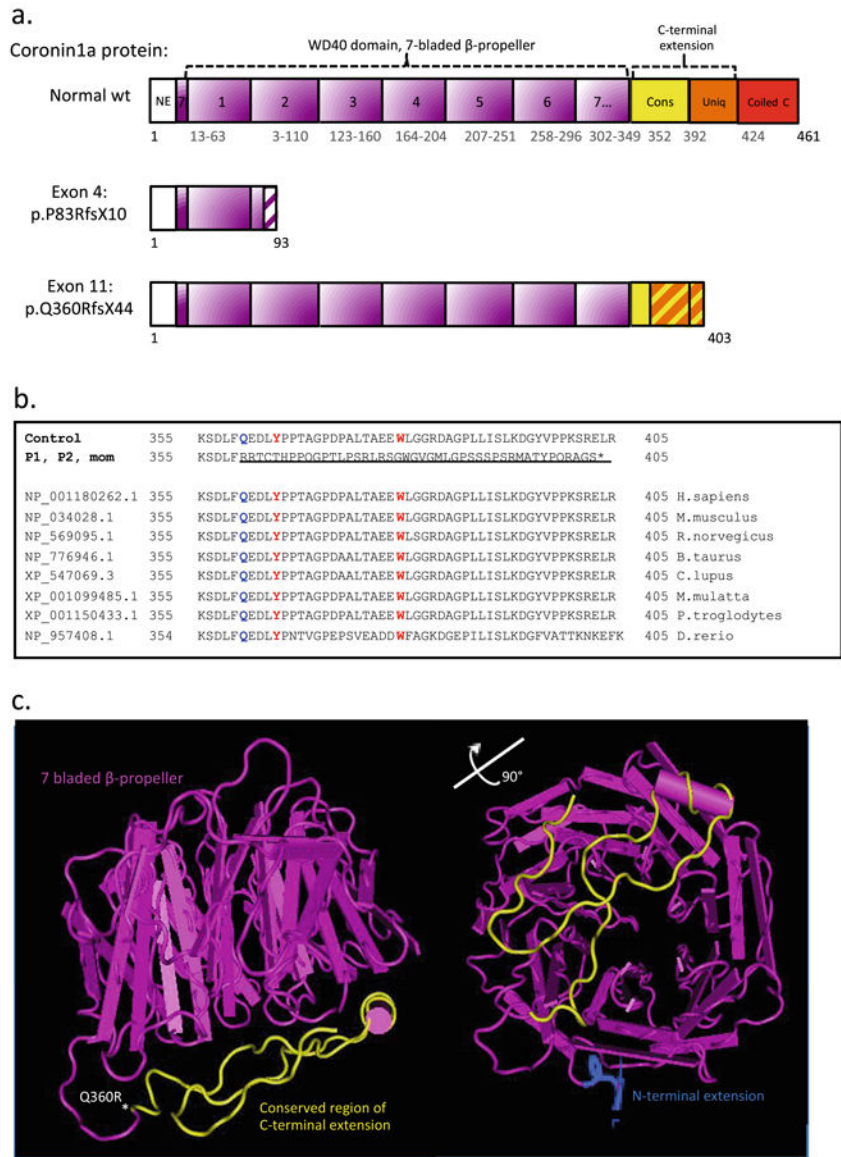 a.
Coronin1a protein:
WD40 domain, 7-bladed β-propeller
C-terminal extension
Normal wt
NE 7 1 2 3 4 5 6 7... Cons Uniq Coiled C
1 13-63 3-110 123-160 164-204 207-251 258-296 302-349 352 392 424 461
Exon 4:
p.P83RfsX10
1 93
Exon 11:
p.Q360RfsX44
1 403
b.
Control 355 KSDLFQEDLYPPTAGPDPALTAEEWLGGRDAGPLLISLKDGYVPPKSRELR 405
P1, P2, mom 355 KSDLFRRTCTHPPQGPTLPSRLRSGWGVGMLGPSSSPSRMATYPQRAGS* 405
NP_001180262.1 355 KSDLFQEDLYPPTAGPDPALTAEEWLGGRDAGPLLISLKDGYVPPKSRELR 405 H.sapiens
NP_034028.1 355 KSDLFQEDLYPPTAGPDPALTAEEWLGGRDAGPLLISLKDGYVPPKSRELR 405 M.musculus
NP_569095.1 355 KSDLFQEDLYPPTAGPDPALTAEEWLSGRDAGPLLISLKDGYVPPKSRELR 405 R.norvegicus
NP_776946.1 355 KSDLFQEDLYPPTAGPDAALTAEEWLGGRDAGPLLISLKDGYVPPKSRELR 405 B.taurus
XP_547069.3 355 KSDLFQEDLYPPTAGPDAALTAEEWLGGRDAGPLLISLKDGYVPPKSRELR 405 C.lupus
XP_001099485.1 355 KSDLFQEDLYPPTAGPDPALTAEEWLGGRDAGPLLISLKDGYVPPKSRELR 405 M.mulatta
XP_001150433.1 355 KSDLFQEDLYPPTAGPDPALTAEEWLGGRDAGPLLISLKDGYVPPKSRELR 405 P.troglodytes
NP_957408.1 354 KSDLFQEDLYPNTVGPEPSVEADDWFAGKDGEPILISLKDGFVATTKNKEFK 405 D.rerio
c.
7 bladed β-propeller
90°
Q360R
*
Conserved region of
C-terminal extension
N-terminal extension